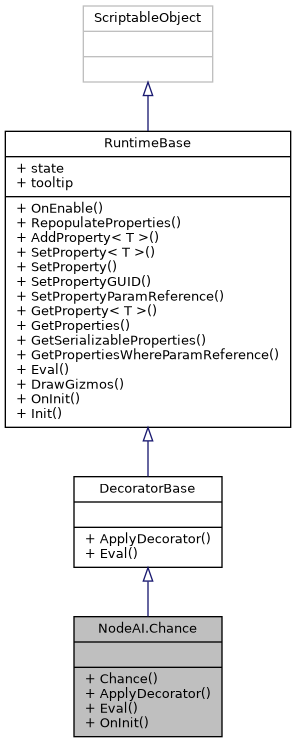 ScriptableObject
RuntimeBase
+ state
+ tooltip
+ OnEnable()
+ RepopulateProperties()
+ AddProperty< T >()
+ SetProperty< T >()
+ SetProperty()
+ SetPropertyGUID()
+ SetPropertyParamReference()
+ GetProperty< T >()
+ GetProperties()
+ GetSerializableProperties()
+ GetPropertiesWhereParamReference()
+ Eval()
+ DrawGizmos()
+ OnInit()
+ Init()
DecoratorBase
+ ApplyDecorator()
+ Eval()
NodeAI.Chance
+ Chance()
+ ApplyDecorator()
+ Eval()
+ OnInit()